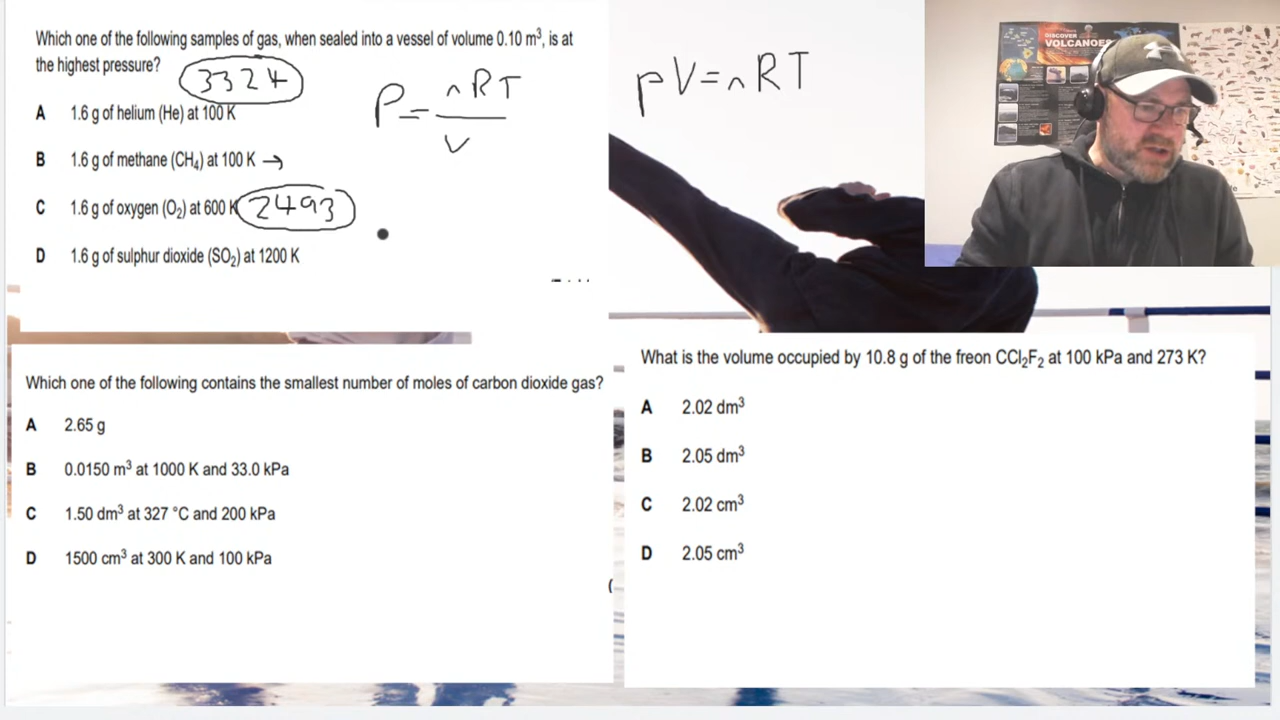 Which one of the following samples of gas, when sealed into a vessel of volume 0.10 m³, is at
the highest pressure?
3324
A 1.6 g of helium (He) at 100 K
B 1.6 g of methane (CH₄) at 100 K →
C 1.6 g of oxygen (O₂) at 600 K 2493
D 1.6 g of sulphur dioxide (SO₂) at 1200 K
P = nRT
V
pV=nRT
DISCOVER
VOLCANOES
Which one of the following contains the smallest number of moles of carbon dioxide gas?
A 2.65 g
B 0.0150 m³ at 1000 K and 33.0 kPa
C 1.50 dm³ at 327 °C and 200 kPa
D 1500 cm³ at 300 K and 100 kPa
What is the volume occupied by 10.8 g of the freon CCl₂F₂ at 100 kPa and 273 K?
A 2.02 dm³
B 2.05 dm³
C 2.02 cm³
D 2.05 cm³